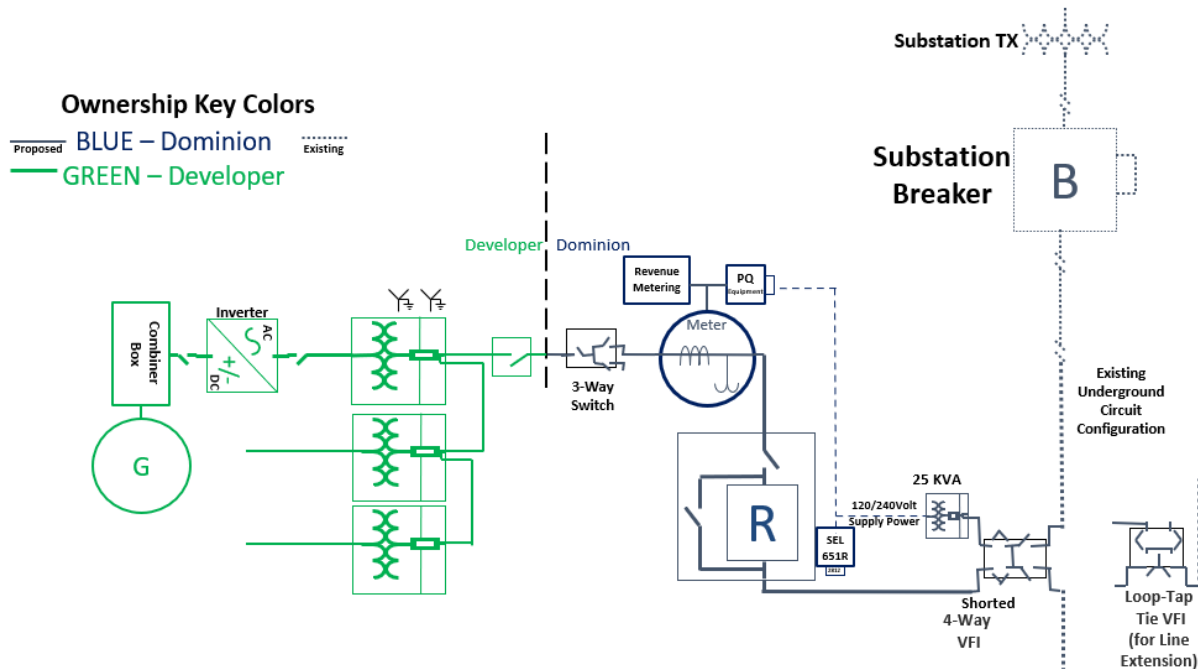 Substation TX
Ownership Key Colors
Proposed
BLUE – Dominion
Existing
GREEN – Developer
Substation
Breaker
B
Developer
Dominion
Revenue
Metering
PQ
Equipment
Inverter
AC
+/-
DC
Combiner
Box
Meter
3-Way
Switch
Existing
Underground
Circuit
Configuration
G
25 KVA
R
120/240Volt
Supply Power
SEL
651R
2812
Shorted
4-Way
VFI
Loop-Tap
Tie VFI
(for Line
Extension)